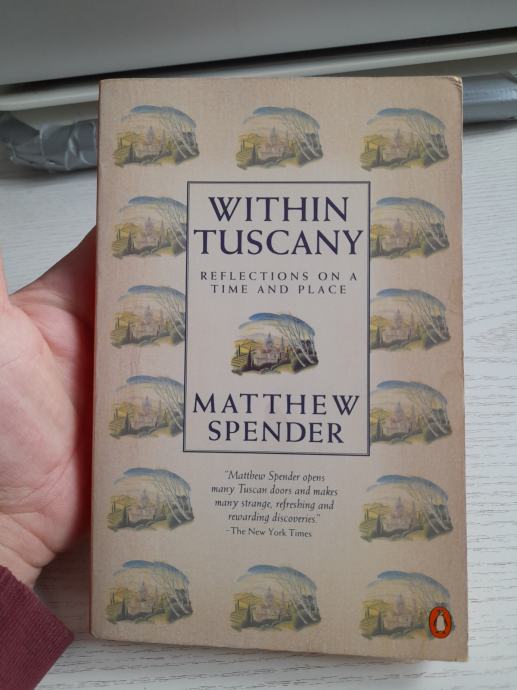 WITHIN
TUSCANY
REFLECTIONS ON A
TIME AND PLACE
MATTHEW
SPENDER
"Matthew Spender opens
many Tuscan doors and makes
many strange, refreshing and
rewarding discoveries."
–The New York Times